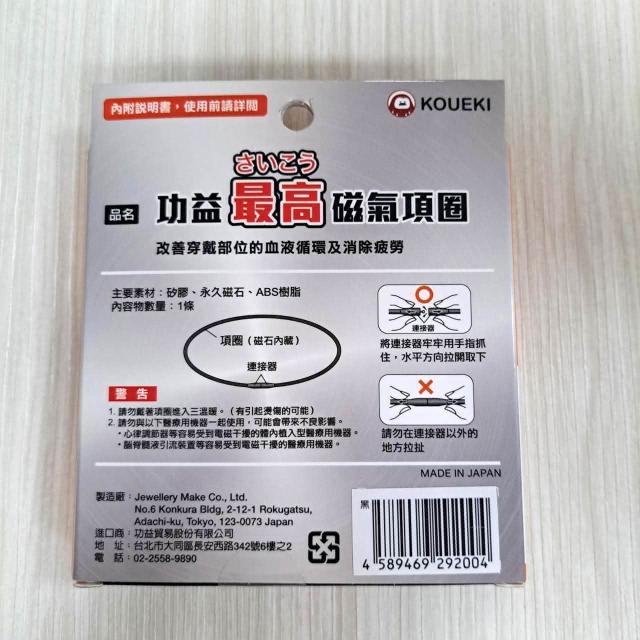 內附說明書，使用前請詳閱
KOUEKI
さいこう
品名 功益最高磁氣項圈
改善穿戴部位的血液循環及消除疲勞
主要素材：矽膠、永久磁石、ABS樹脂
內容物數量：1條
項圈（磁石內藏）
連接器
連接器
將連接器牢牢用手指抓
住，水平方向拉開取下
請勿在連接器以外的
地方拉扯
警告
1. 請勿戴著項圈進入三溫暖。（有引起燙傷的可能）
2. 請勿與以下醫療用機器一起使用，可能會帶來不良影響。
・心律調節器等容易受到電磁干擾的體內植入型醫療用機器。
・腦脊髓液引流裝置等容易受到電磁干擾的醫療用機器。
MADE IN JAPAN
製造廠：Jewellery Make Co., Ltd.
No.6 Konkura Bldg, 2-12-1 Rokugatsu,
Adachi-ku, Tokyo, 123-0073 Japan
進口商：功益貿易股份有限公司
地 址：台北市大同區長安西路342號6樓之2
電 話：02-2558-9890
黑
4 589469 292004